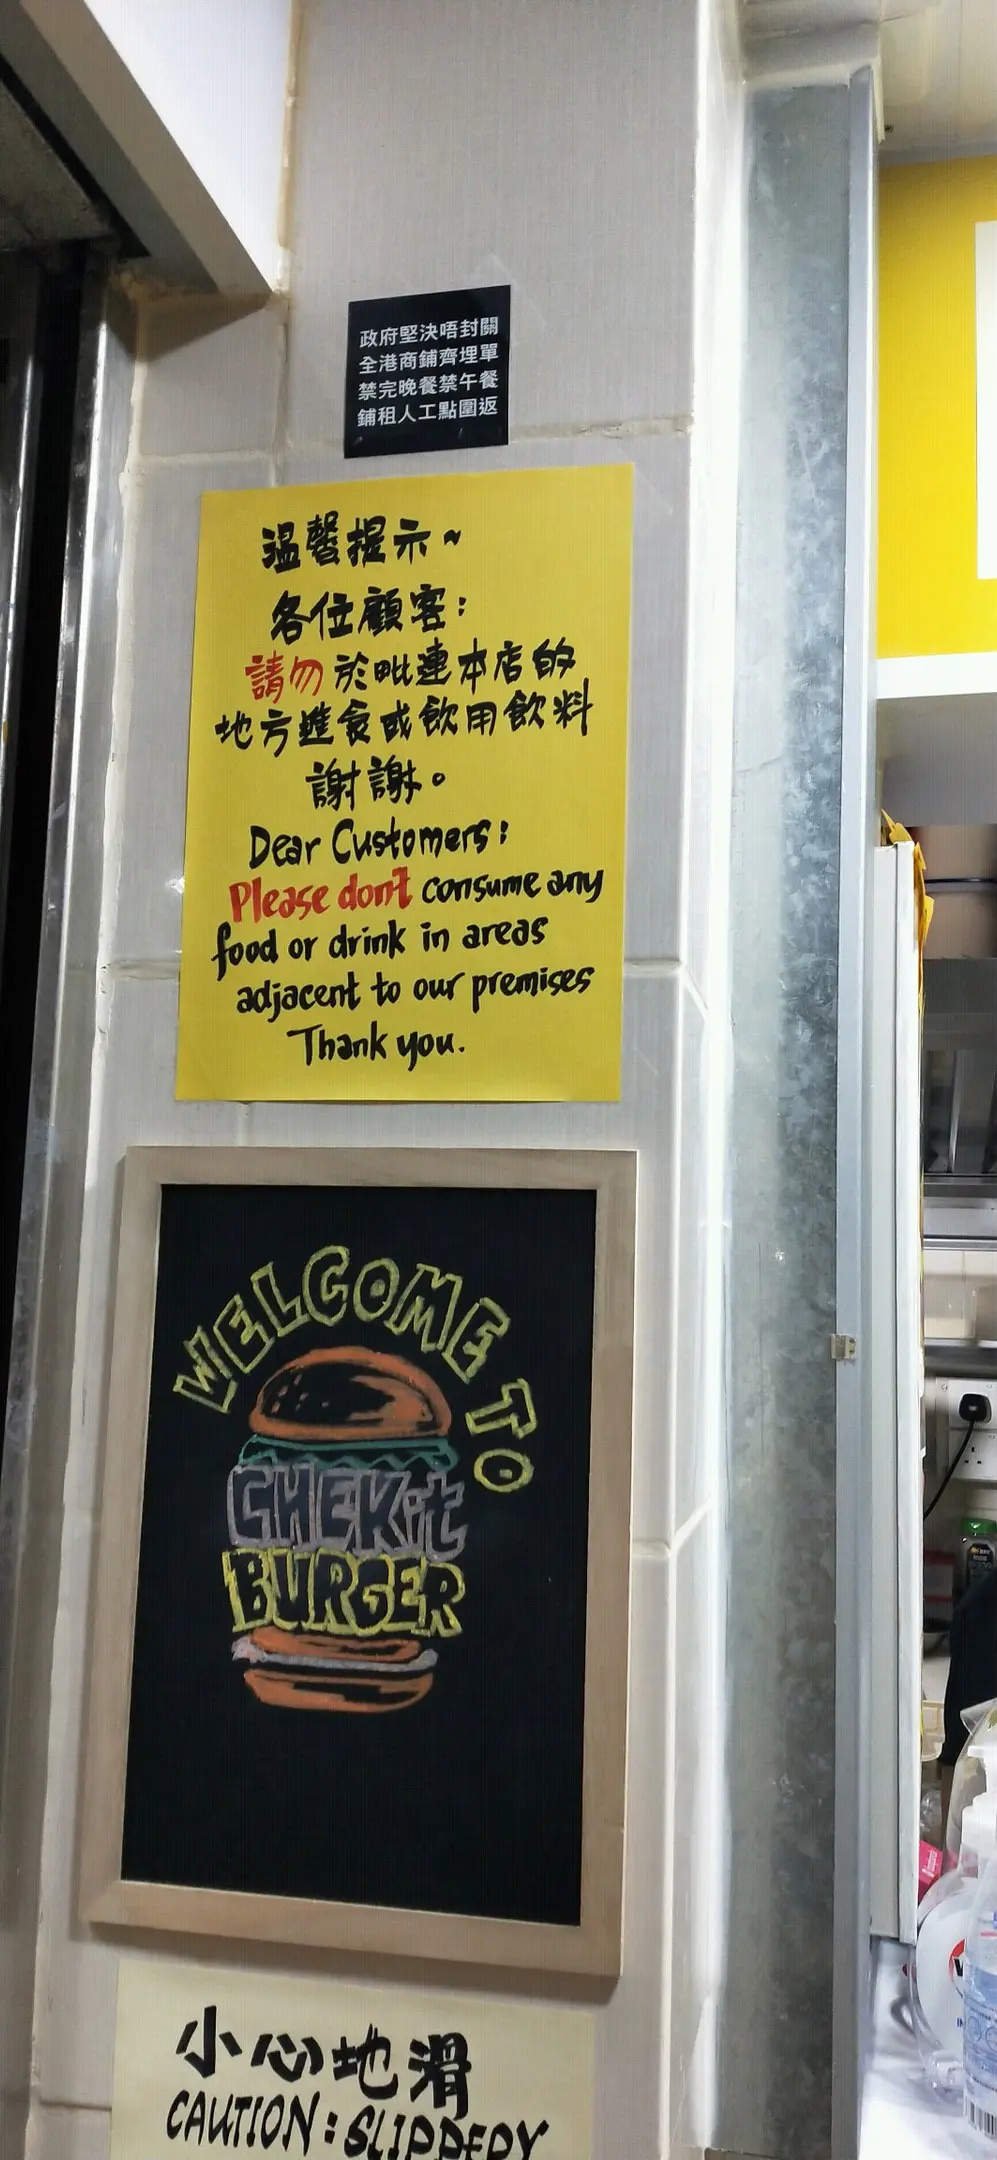 政府堅決唔封關
全港商鋪齊埋單
禁完晚餐禁午餐
鋪租人工點圍返
温馨提示~
各位顧客:
請勿於毗連本店的
地方進食或飲用飲料
謝謝。
Dear Customers:
Please don't consume any
food or drink in areas
adjacent to our premises
Thank you.
WELCOME TO
CHEKit
BURGER
小心地滑
CAUTION: SLIPPERY